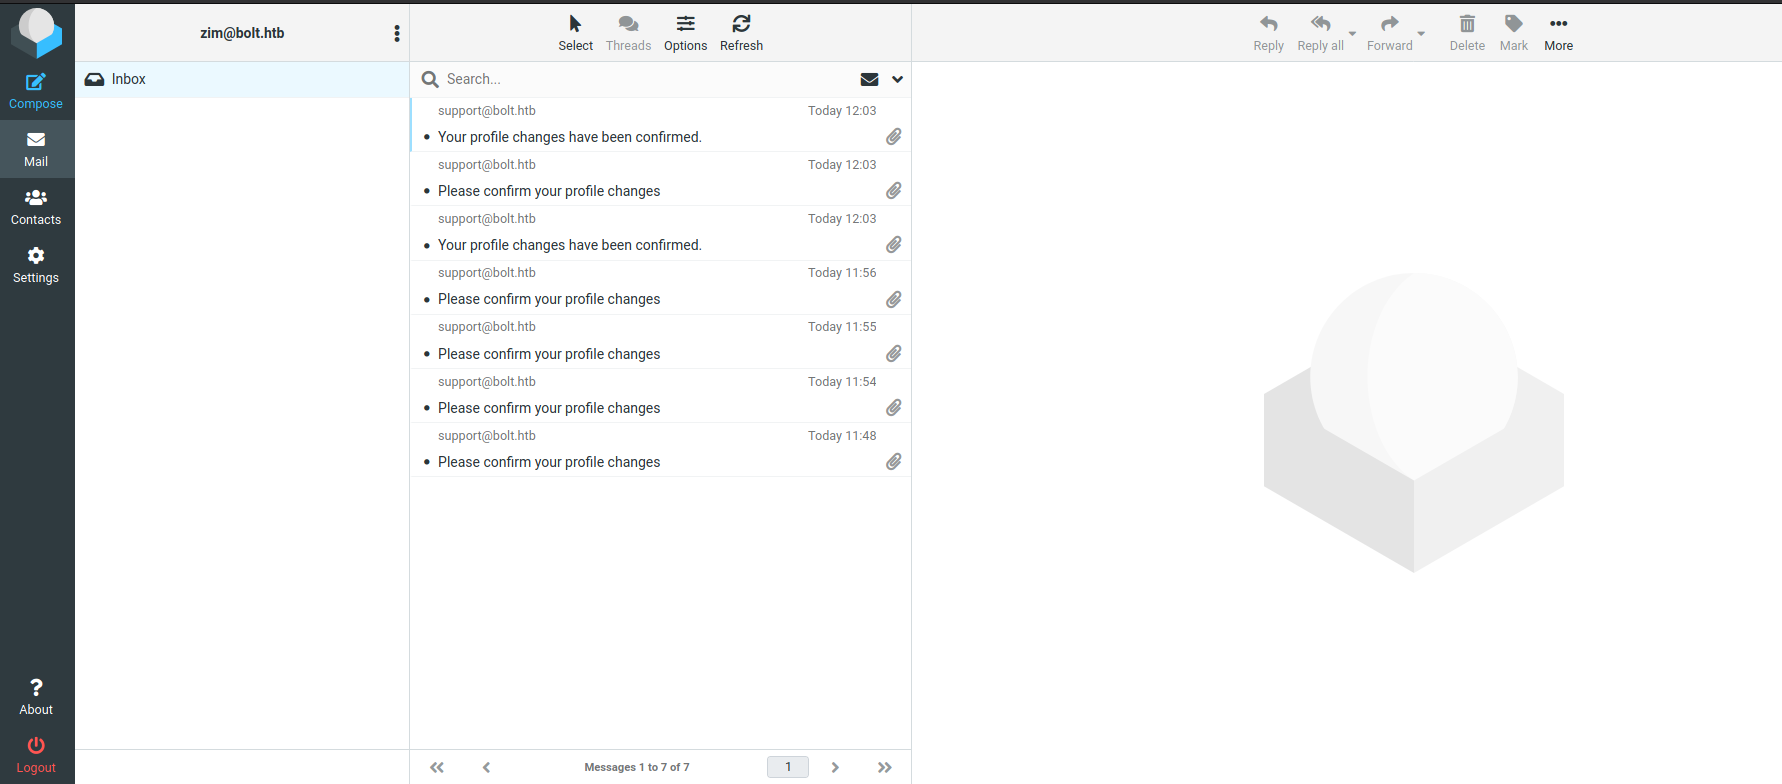 zim@bolt.htb
Select
Threads
Options
Refresh
Reply
Reply all
Forward
Delete
Mark
More
Compose
Mail
Contacts
Settings
About
Logout
Inbox
Search...
support@bolt.htb Today 12:03
• Your profile changes have been confirmed.
support@bolt.htb Today 12:03
• Please confirm your profile changes
support@bolt.htb Today 12:03
• Your profile changes have been confirmed.
support@bolt.htb Today 11:56
• Please confirm your profile changes
support@bolt.htb Today 11:55
• Please confirm your profile changes
support@bolt.htb Today 11:54
• Please confirm your profile changes
support@bolt.htb Today 11:48
• Please confirm your profile changes
Messages 1 to 7 of 7
1